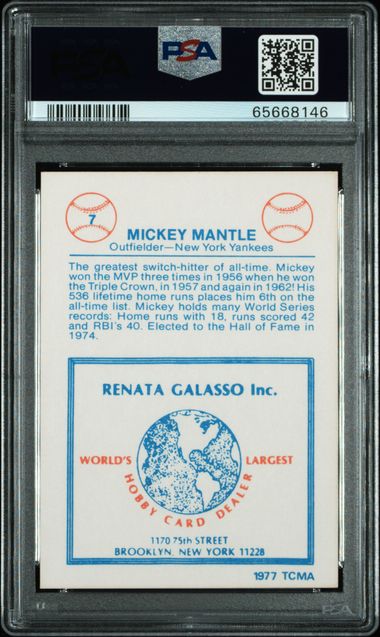 PSA
PSA
65668146
7
MICKEY MANTLE
Outfielder—New York Yankees
The greatest switch-hitter of all-time. Mickey
won the MVP three times in 1956 when he won
the Triple Crown, in 1957 and again in 1962! His
536 lifetime home runs places him 6th on the
all-time list. Mickey holds many World Series
records: Home runs with 18, runs scored 42
and RBI's 40. Elected to the Hall of Fame in
1974.
RENATA GALASSO Inc.
WORLD'S LARGEST
HOBBY CARD DEALER
1170 75th STREET
BROOKLYN, NEW YORK 11228
1977 TCMA